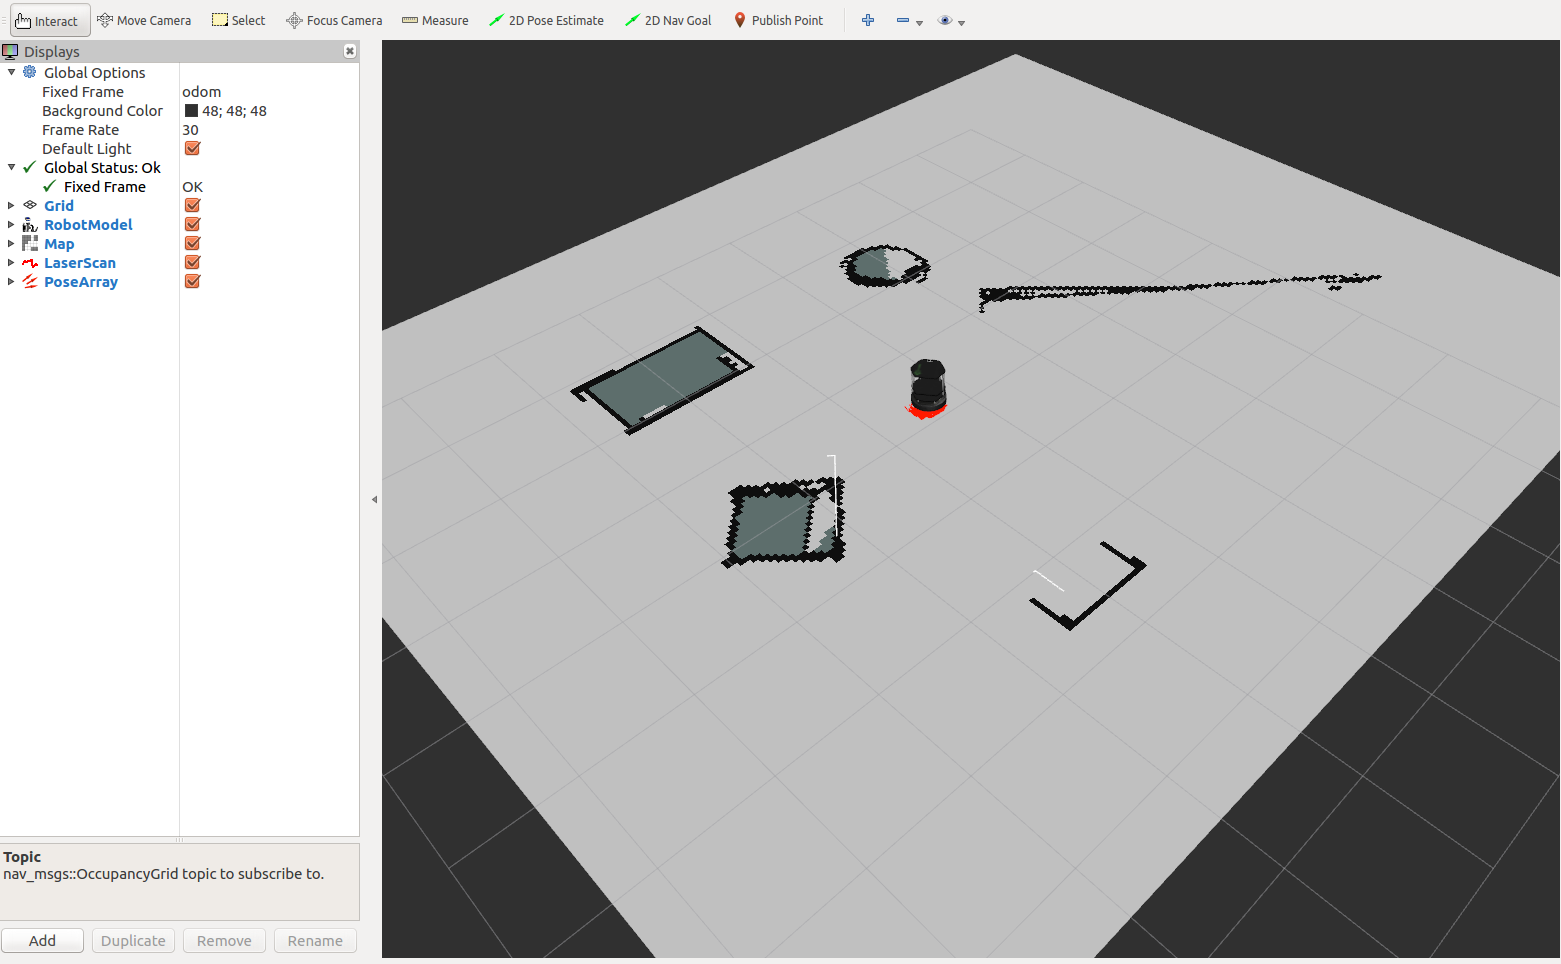 Interact Move Camera Select Focus Camera Measure 2D Pose Estimate 2D Nav Goal Publish Point
Displays
Global Options
Fixed Frame odom
Background Color 48; 48; 48
Frame Rate 30
Default Light
Global Status: Ok
Fixed Frame OK
Grid
RobotModel
Map
LaserScan
PoseArray
Topic
nav_msgs::OccupancyGrid topic to subscribe to.
Add Duplicate Remove Rename